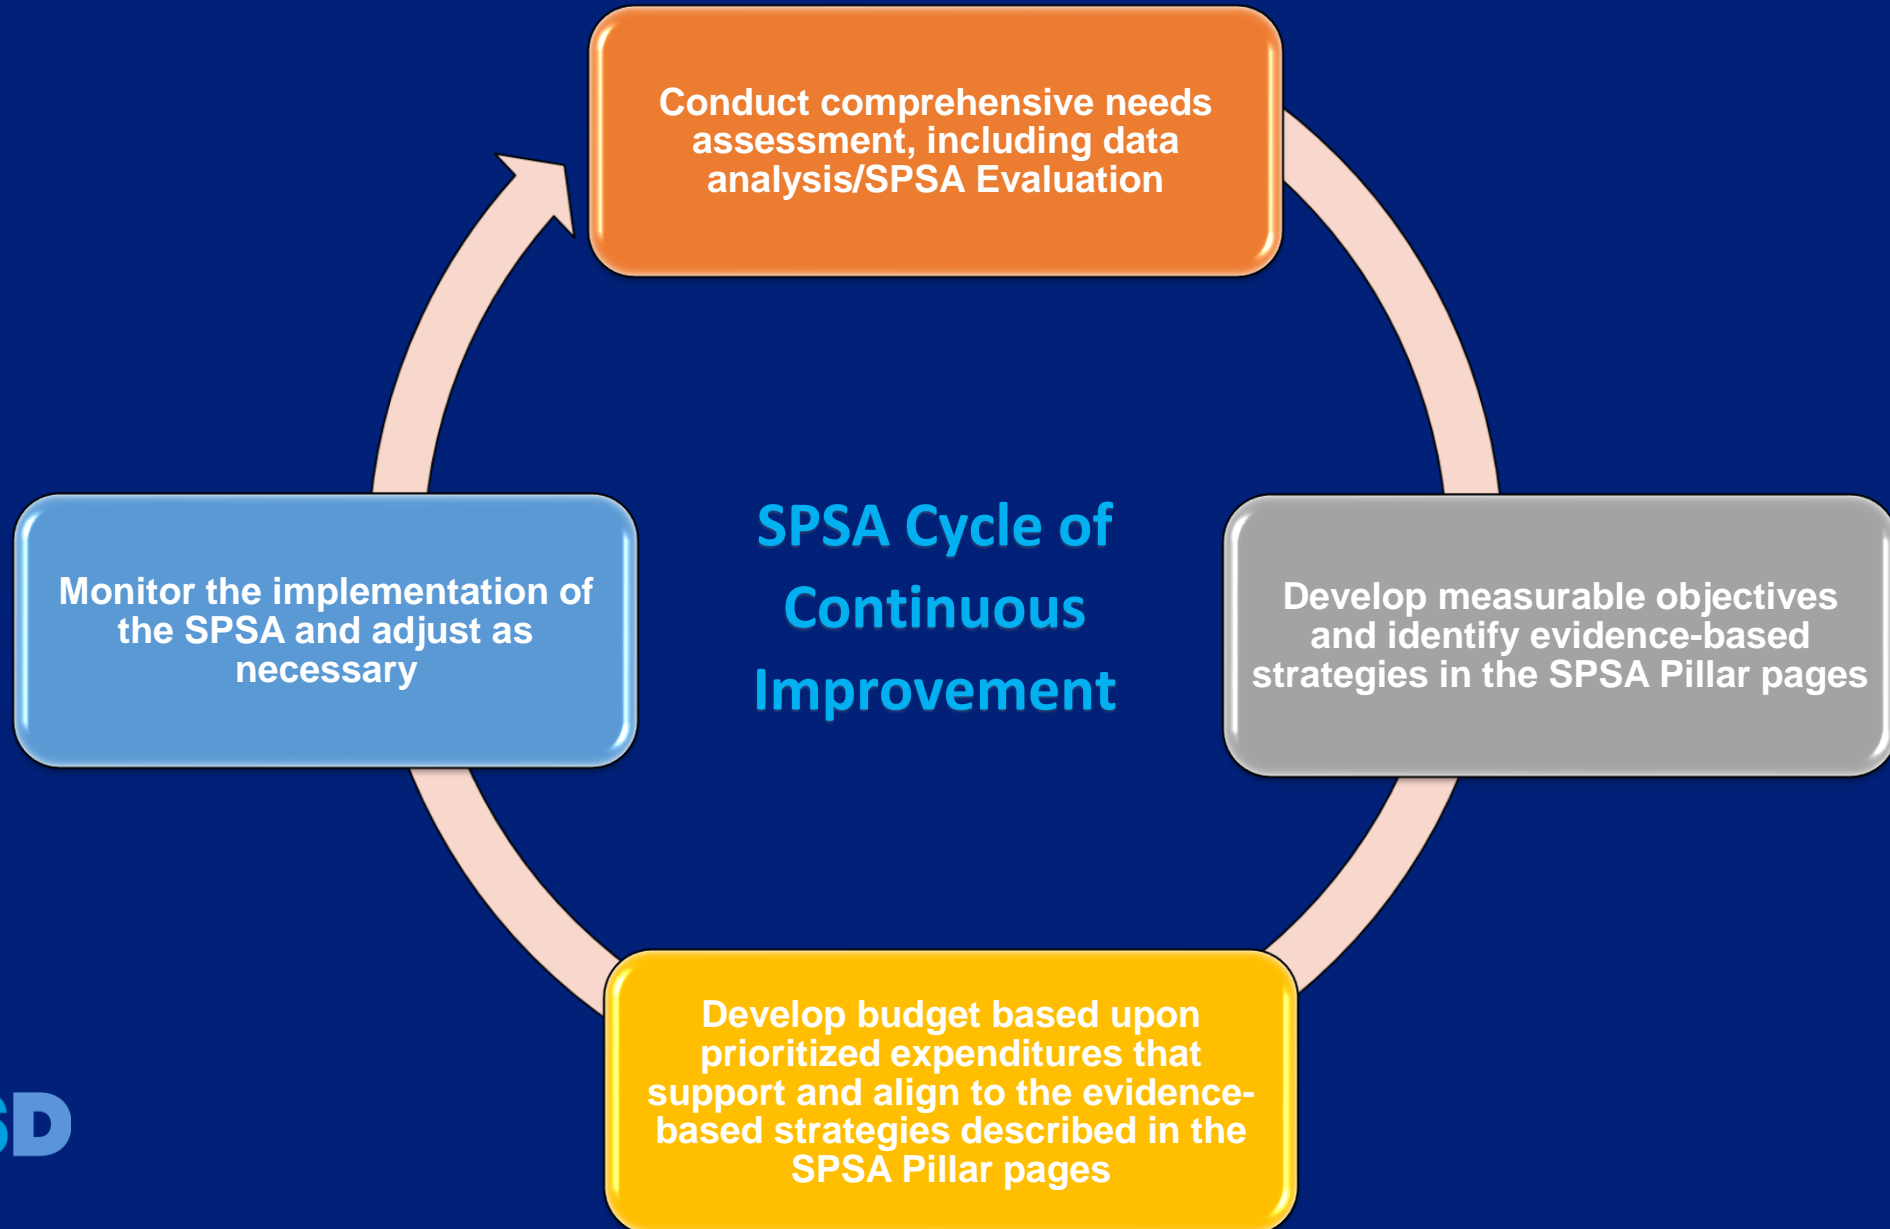 Conduct comprehensive needs
assessment, including data
analysis/SPSA Evaluation
SPSA Cycle of
Continuous
Improvement
Monitor the implementation of
the SPSA and adjust as
necessary
Develop measurable objectives
and identify evidence-based
strategies in the SPSA Pillar pages
Develop budget based upon
prioritized expenditures that
support and align to the evidence-
based strategies described in the
SPSA Pillar pages
SD